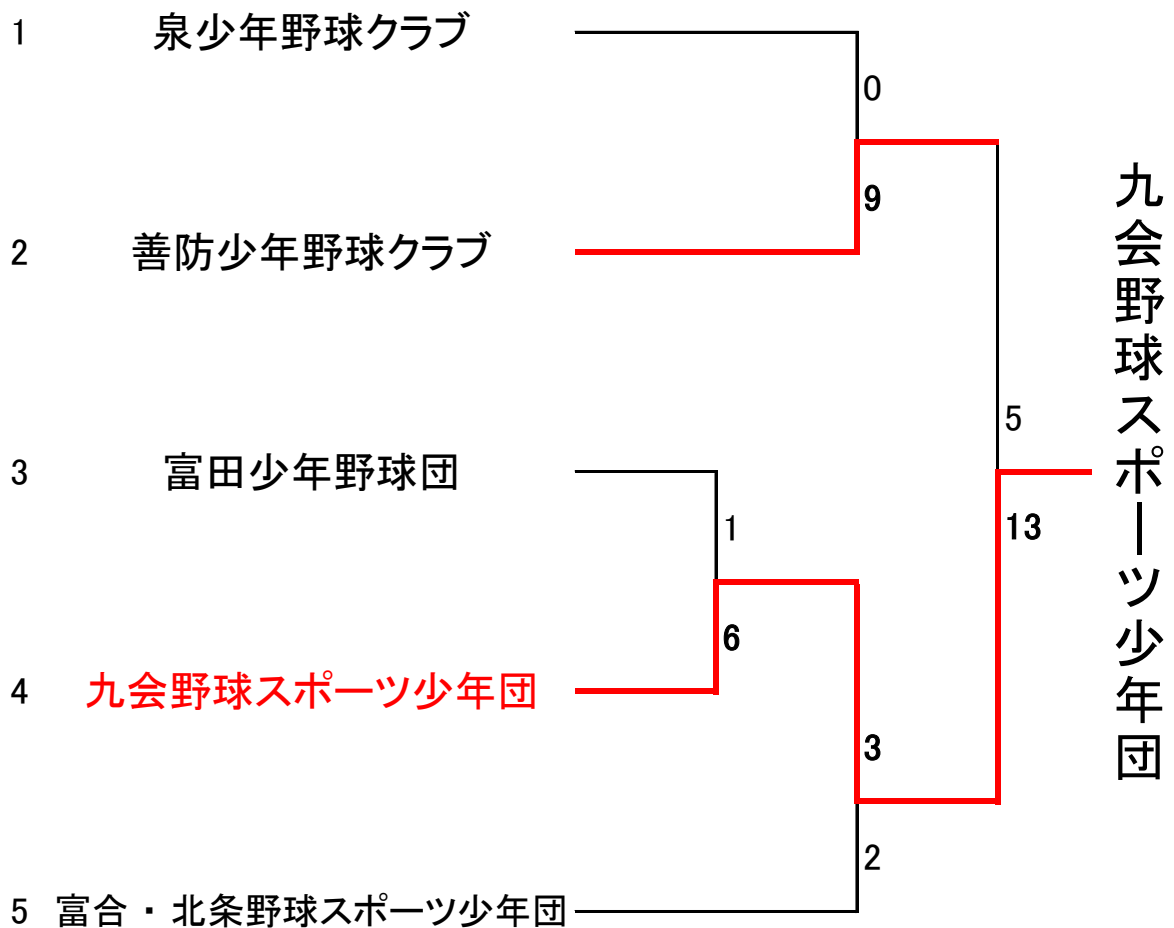 1 泉少年野球クラブ
0
9
2 善防少年野球クラブ
5
3 富田少年野球団
1
13
6
4 九会野球スポーツ少年団
3
2
5 富合・北条野球スポーツ少年団
九会野球スポーツ少年団